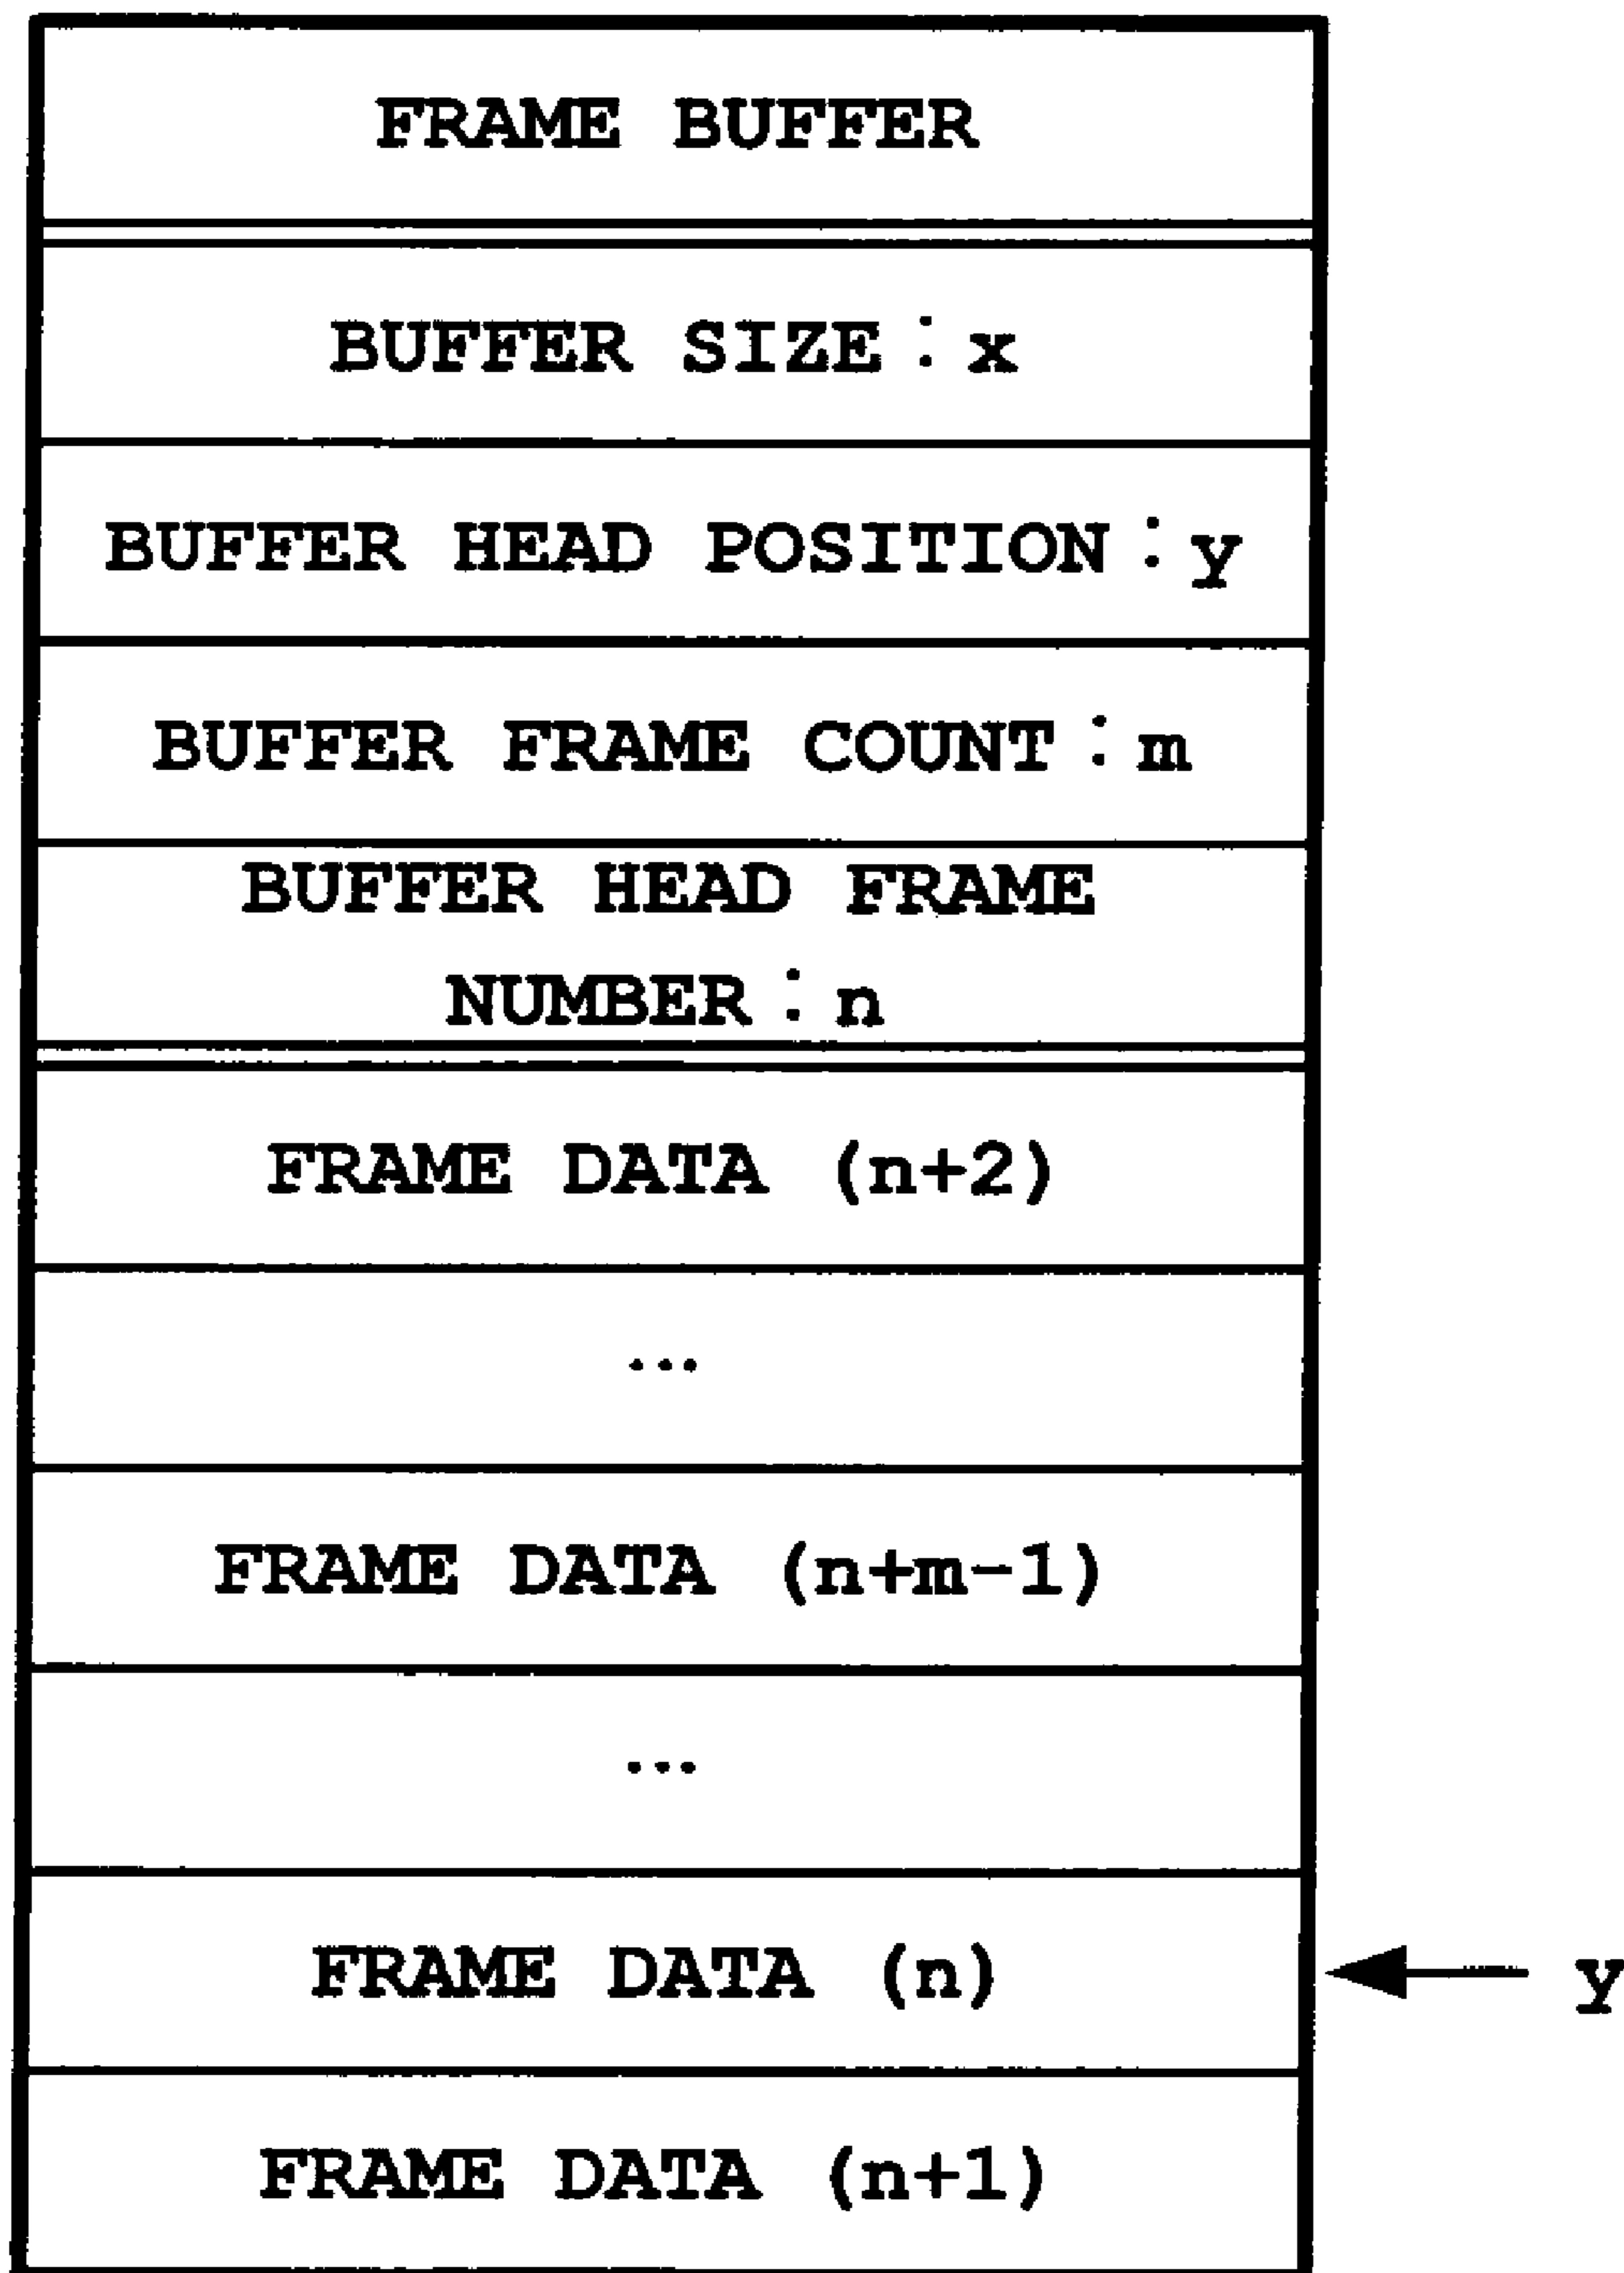 FRAME BUFFER
BUFFER SIZE : x
BUFFER HEAD POSITION : y
BUFFER FRAME COUNT : m
BUFFER HEAD FRAME
NUMBER : n
FRAME DATA (n+2)
...
FRAME DATA (n+m-1)
...
FRAME DATA (n)
y
FRAME DATA (n+1)